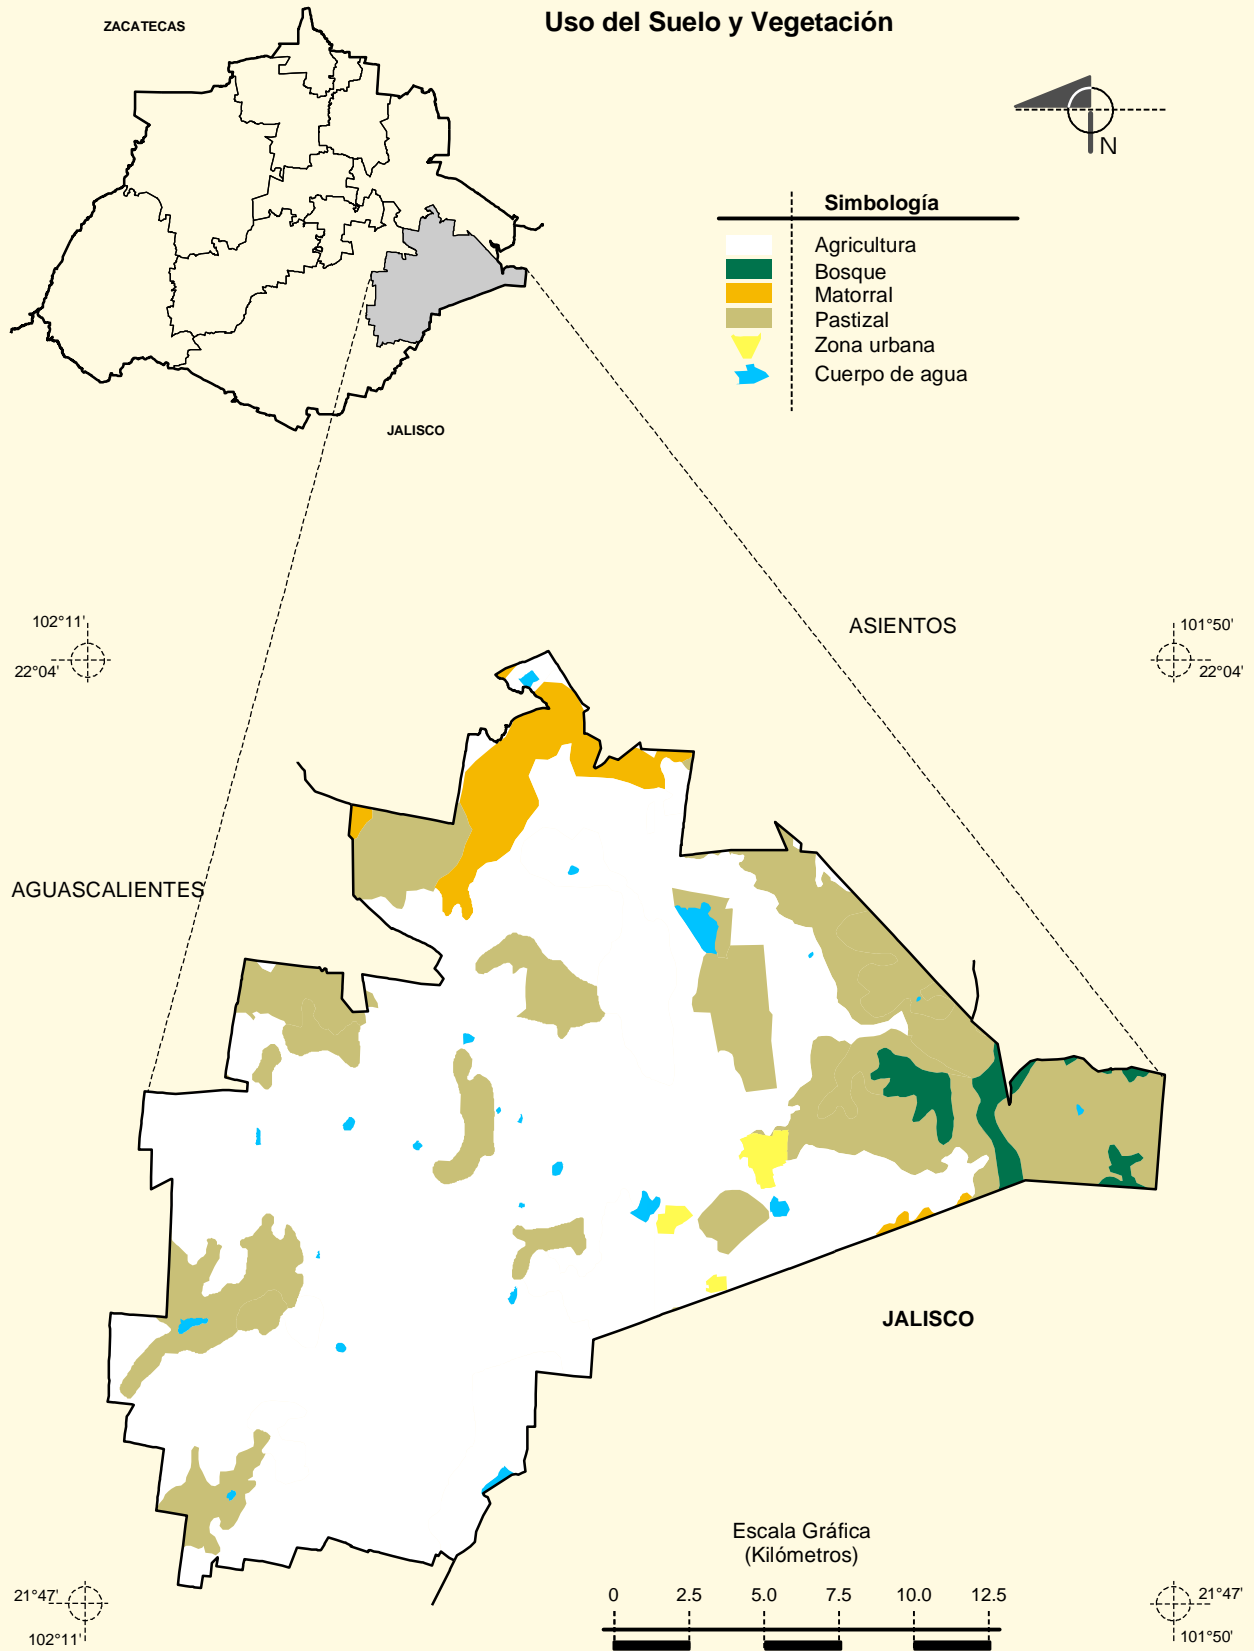 Uso del Suelo y Vegetación
ZACATECAS
N
Simbología
Agricultura
Bosque
Matorral
Pastizal
Zona urbana
Cuerpo de agua
JALISCO
102°11'
22°04'
ASIENTOS
101°50'
22°04'
AGUASCALIENTES
JALISCO
Escala Gráfica
(Kilómetros)
0 2.5 5.0 7.5 10.0 12.5
21°47'
102°11'
21°47'
101°50'